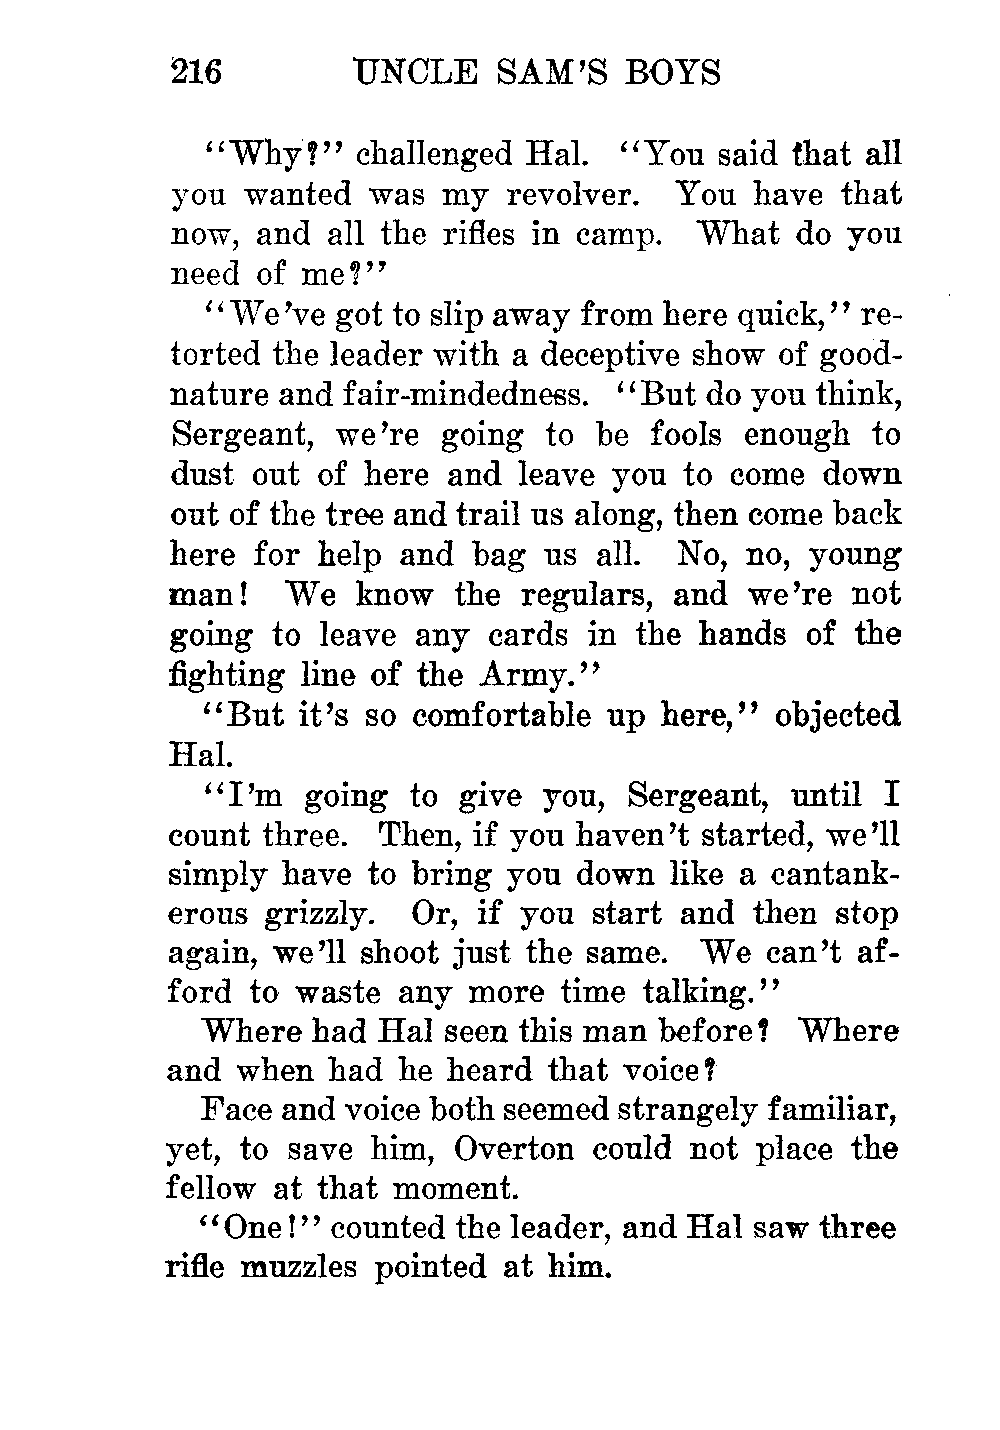 216 UNCLE SAM'S BOYS
"Why?" challenged Hal. "You said that all
you wanted was my revolver. You have that
now, and all the rifles in camp. What do you
need of me?"
"We've got to slip away from here quick," re-
torted the leader with a deceptive show of good-
nature and fair-mindedness. "But do you think,
Sergeant, we're going to be fools enough to
dust out of here and leave you to come down
out of the tree and trail us along, then come back
here for help and bag us all. No, no, young
man! We know the regulars, and we're not
going to leave any cards in the hands of the
fighting line of the Army."
"But it's so comfortable up here," objected
Hal.
"I'm going to give you, Sergeant, until I
count three. Then, if you haven't started, we'll
simply have to bring you down like a cantank-
erous grizzly. Or, if you start and then stop
again, we'll shoot just the same. We can't af-
ford to waste any more time talking."
Where had Hal seen this man before? Where
and when had he heard that voice?
Face and voice both seemed strangely familiar,
yet, to save him, Overton could not place the
fellow at that moment.
"One!" counted the leader, and Hal saw three
rifle muzzles pointed at him.